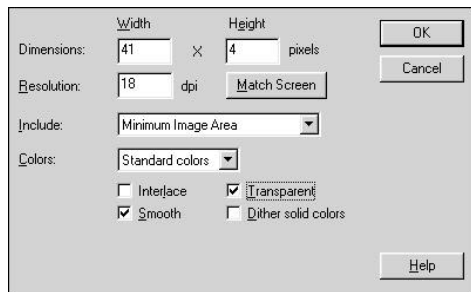 Width Height
Dimensions: 41 X 4 pixels
OK
Resolution: 18 dpi Match Screen
Cancel
Include: Minimum Image Area
Colors: Standard colors
Interlace Transparent
Smooth Dither solid colors
Help